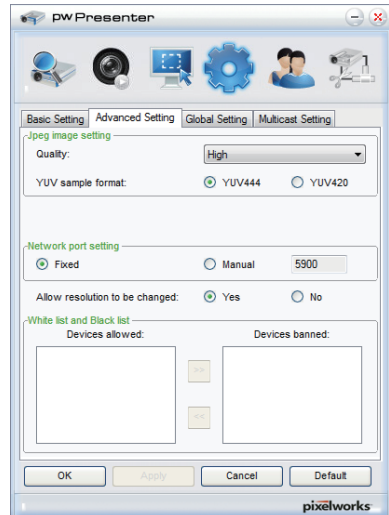 pwPresenter
Basic Setting Advanced Setting Global Setting Multicast Setting
Jpeg image setting
Quality: High
YUV sample format: YUV444 YUV420
Network port setting
Fixed Manual 5900
Allow resolution to be changed: Yes No
White list and Black list
Devices allowed: Devices banned:
>>
<<
OK Apply Cancel Default
pixelworks